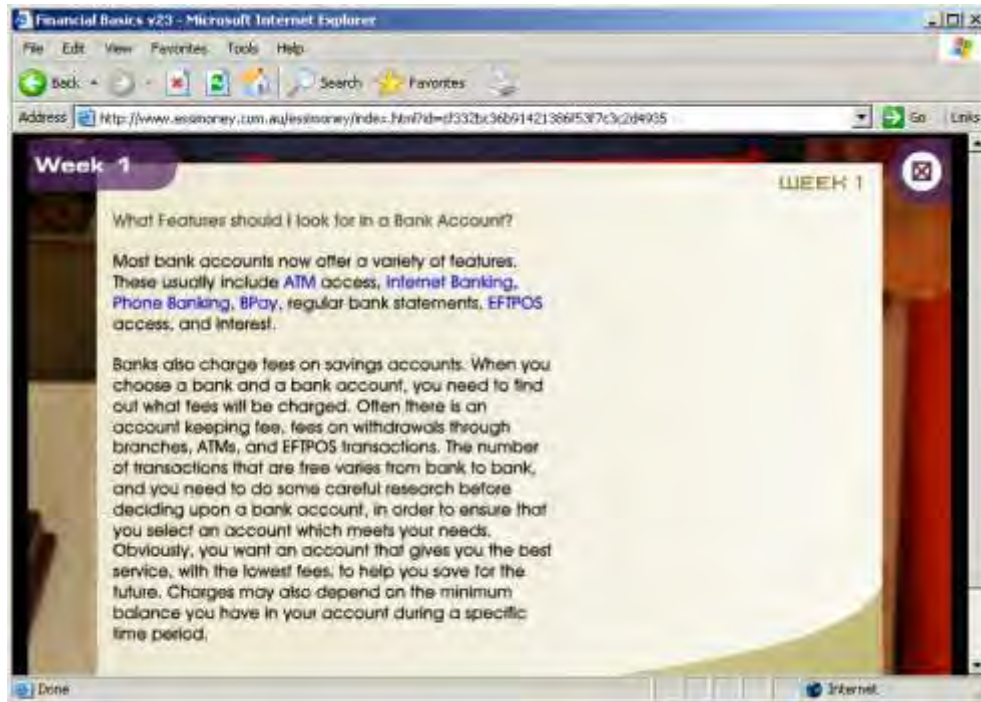 Financial Basics v23 - Microsoft Internet Explorer
File Edit View Favorites Tools Help
Back Search Favorites
Address Go Links
Week 1
WEEK 1
What Features should I look for in a Bank Account?
Most bank accounts now offer a variety of features.
These usually include ATM access, Internet Banking,
Phone Banking, BPay, regular bank statements, EFTPOS
access, and interest.
Banks also charge fees on savings accounts. When you
choose a bank and a bank account, you need to find
out what fees will be charged. Often there is an
account keeping fee, fees on withdrawals through
branches, ATMs, and EFTPOS transactions. The number
of transactions that are free varies from bank to bank,
and you need to do some careful research before
deciding upon a bank account, in order to ensure that
you select an account which meets your needs.
Obviously, you want an account that gives you the best
service, with the lowest fees, to help you save for the
future. Charges may also depend on the minimum
balance you have in your account during a specific
time period.
Done
Internet